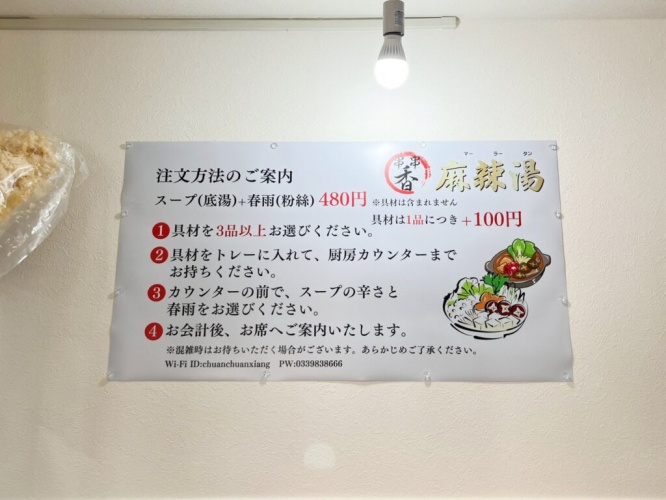 串串香
マーラータン
麻辣湯
注文方法のご案内
スープ(底湯)+春雨(粉絲) 480円 ※具材は含まれません
具材は1品につき+100円
1 具材を3品以上お選びください。
2 具材をトレーに入れて、厨房カウンターまで
お持ちください。
3 カウンターの前で、スープの辛さと
春雨をお選びください。
4 お会計後、お席へご案内いたします。
※混雑時はお待ちいただく場合がございます。あらかじめご了承ください。
Wi-Fi ID:chuanchuanxiang PW:0339838666